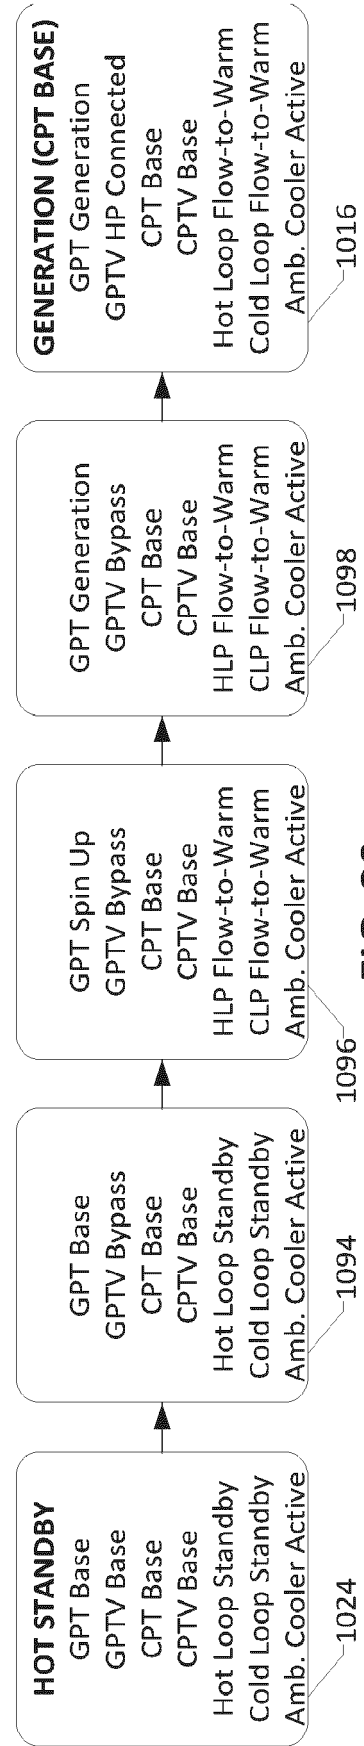 HOT STANDBY
GPT Base
GPTV Base
CPT Base
CPTV Base
Hot Loop Standby
Cold Loop Standby
Amb. Cooler Active
1024
GPT Base
GPTV Bypass
CPT Base
CPTV Base
Hot Loop Standby
Cold Loop Standby
Amb. Cooler Active
1094
GPT Spin Up
GPTV Bypass
CPT Base
CPTV Base
HLP Flow-to-Warm
CLP Flow-to-Warm
Amb. Cooler Active
1096
GPT Generation
GPTV Bypass
CPT Base
CPTV Base
HLP Flow-to-Warm
CLP Flow-to-Warm
Amb. Cooler Active
1098
GENERATION (CPT BASE)
GPT Generation
GPTV HP Connected
CPT Base
CPTV Base
Hot Loop Flow-to-Warm
Cold Loop Flow-to-Warm
Amb. Cooler Active
1016